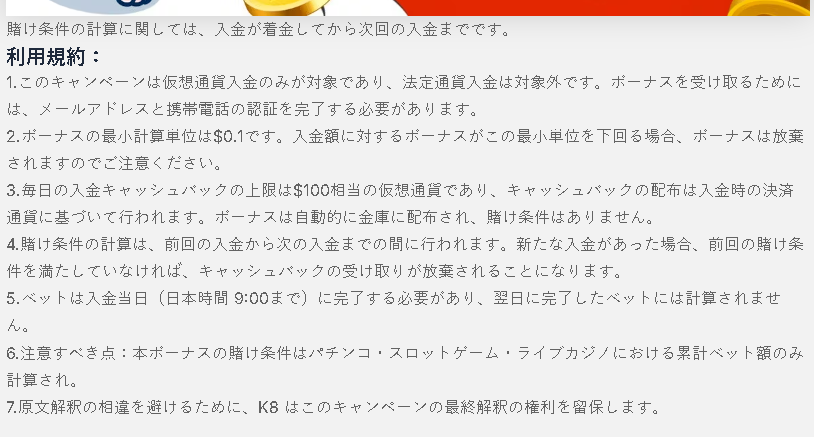 賭け条件の計算に関しては、入金が着金してから次回の入金までです。
利用規約：
1.このキャンペーンは仮想通貨入金のみが対象であり、法定通貨入金は対象外です。ボーナスを受け取るために
は、メールアドレスと携帯電話の認証を完了する必要があります。
2.ボーナスの最小計算単位は$0.1です。入金額に対するボーナスがこの最小単位を下回る場合、ボーナスは放棄
されますのでご注意ください。
3.毎日の入金キャッシュバックの上限は$100相当の仮想通貨であり、キャッシュバックの配布は入金時の決済
通貨に基づいて行われます。ボーナスは自動的に金庫に配布され、賭け条件はありません。
4.賭け条件の計算は、前回の入金から次の入金までの間に行われます。新たな入金があった場合、前回の賭け条
件を満たしていなければ、キャッシュバックの受け取りが放棄されることになります。
5.ベットは入金当日（日本時間 9:00まで）に完了する必要があり、翌日に完了したベットには計算されませ
ん。
6.注意すべき点：本ボーナスの賭け条件はパチンコ・スロットゲーム・ライブカジノにおける累計ベット額のみ
計算され。
7.原文解釈の相違を避けるために、K8 はこのキャンペーンの最終解釈の権利を留保します。